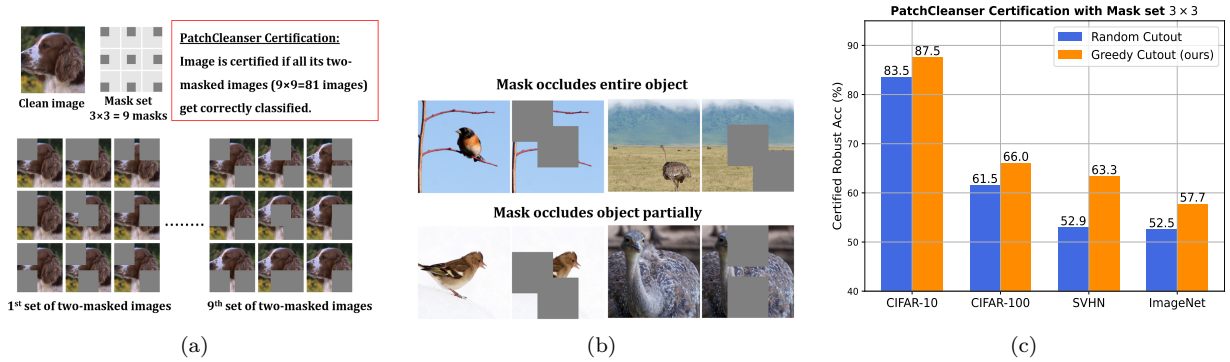 Clean image
Mask set
3×3 = 9 masks
PatchCleanser Certification:
Image is certified if all its two-
masked images (9×9=81 images)
get correctly classified.
1st set of two-masked images
........
9th set of two-masked images
(a)
Mask occludes entire object
Mask occludes object partially
(b)
PatchCleanser Certification with Mask set 3 × 3
Certified Robust Acc (%)
90
80
70
60
50
40
Random Cutout
Greedy Cutout (ours)
83.5
87.5
61.5
66.0
52.9
63.3
52.5
57.7
CIFAR-10
CIFAR-100
SVHN
ImageNet
(c)